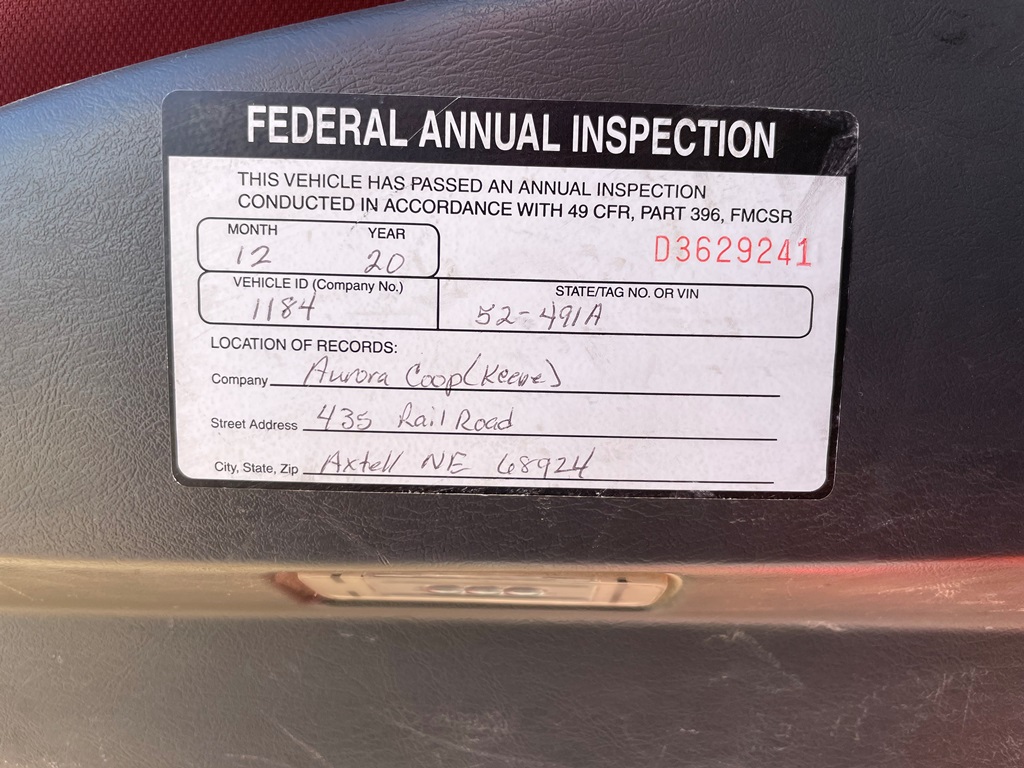 FEDERAL ANNUAL INSPECTION
THIS VEHICLE HAS PASSED AN ANNUAL INSPECTION
CONDUCTED IN ACCORDANCE WITH 49 CFR, PART 396, FMCSR
MONTH YEAR
12 20
D3629241
VEHICLE ID (Company No.) STATE/TAG NO. OR VIN
1184 52-491A
LOCATION OF RECORDS:
Company Aurora Coop (Keene)
Street Address 435 Rail Road
City, State, Zip Axtell NE 68924